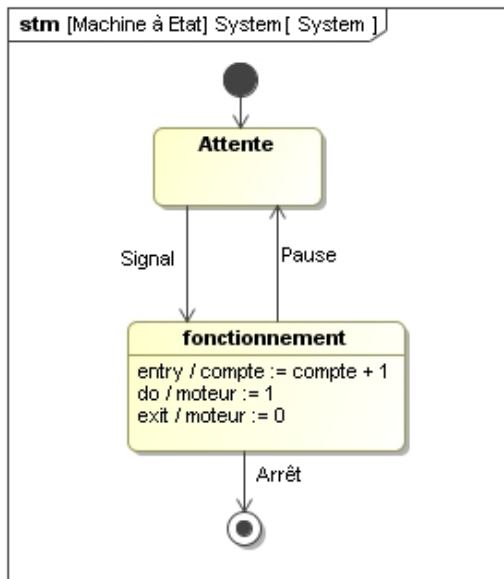 stm [Machine à Etat] System [ System ]
Attente
Signal
Pause
fonctionnement
entry / compte := compte + 1
do / moteur := 1
exit / moteur := 0
Arrêt